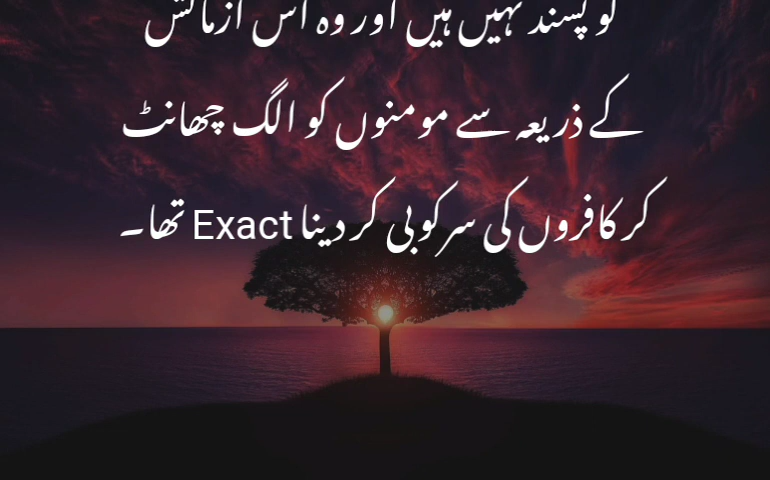 کو پسند نہیں ہیں اور وہ اس آزمائش
کے ذریعہ سے مومنوں کو الگ چھانٹ
کر کافروں کی سرکوبی کر دینا Exact تھا۔